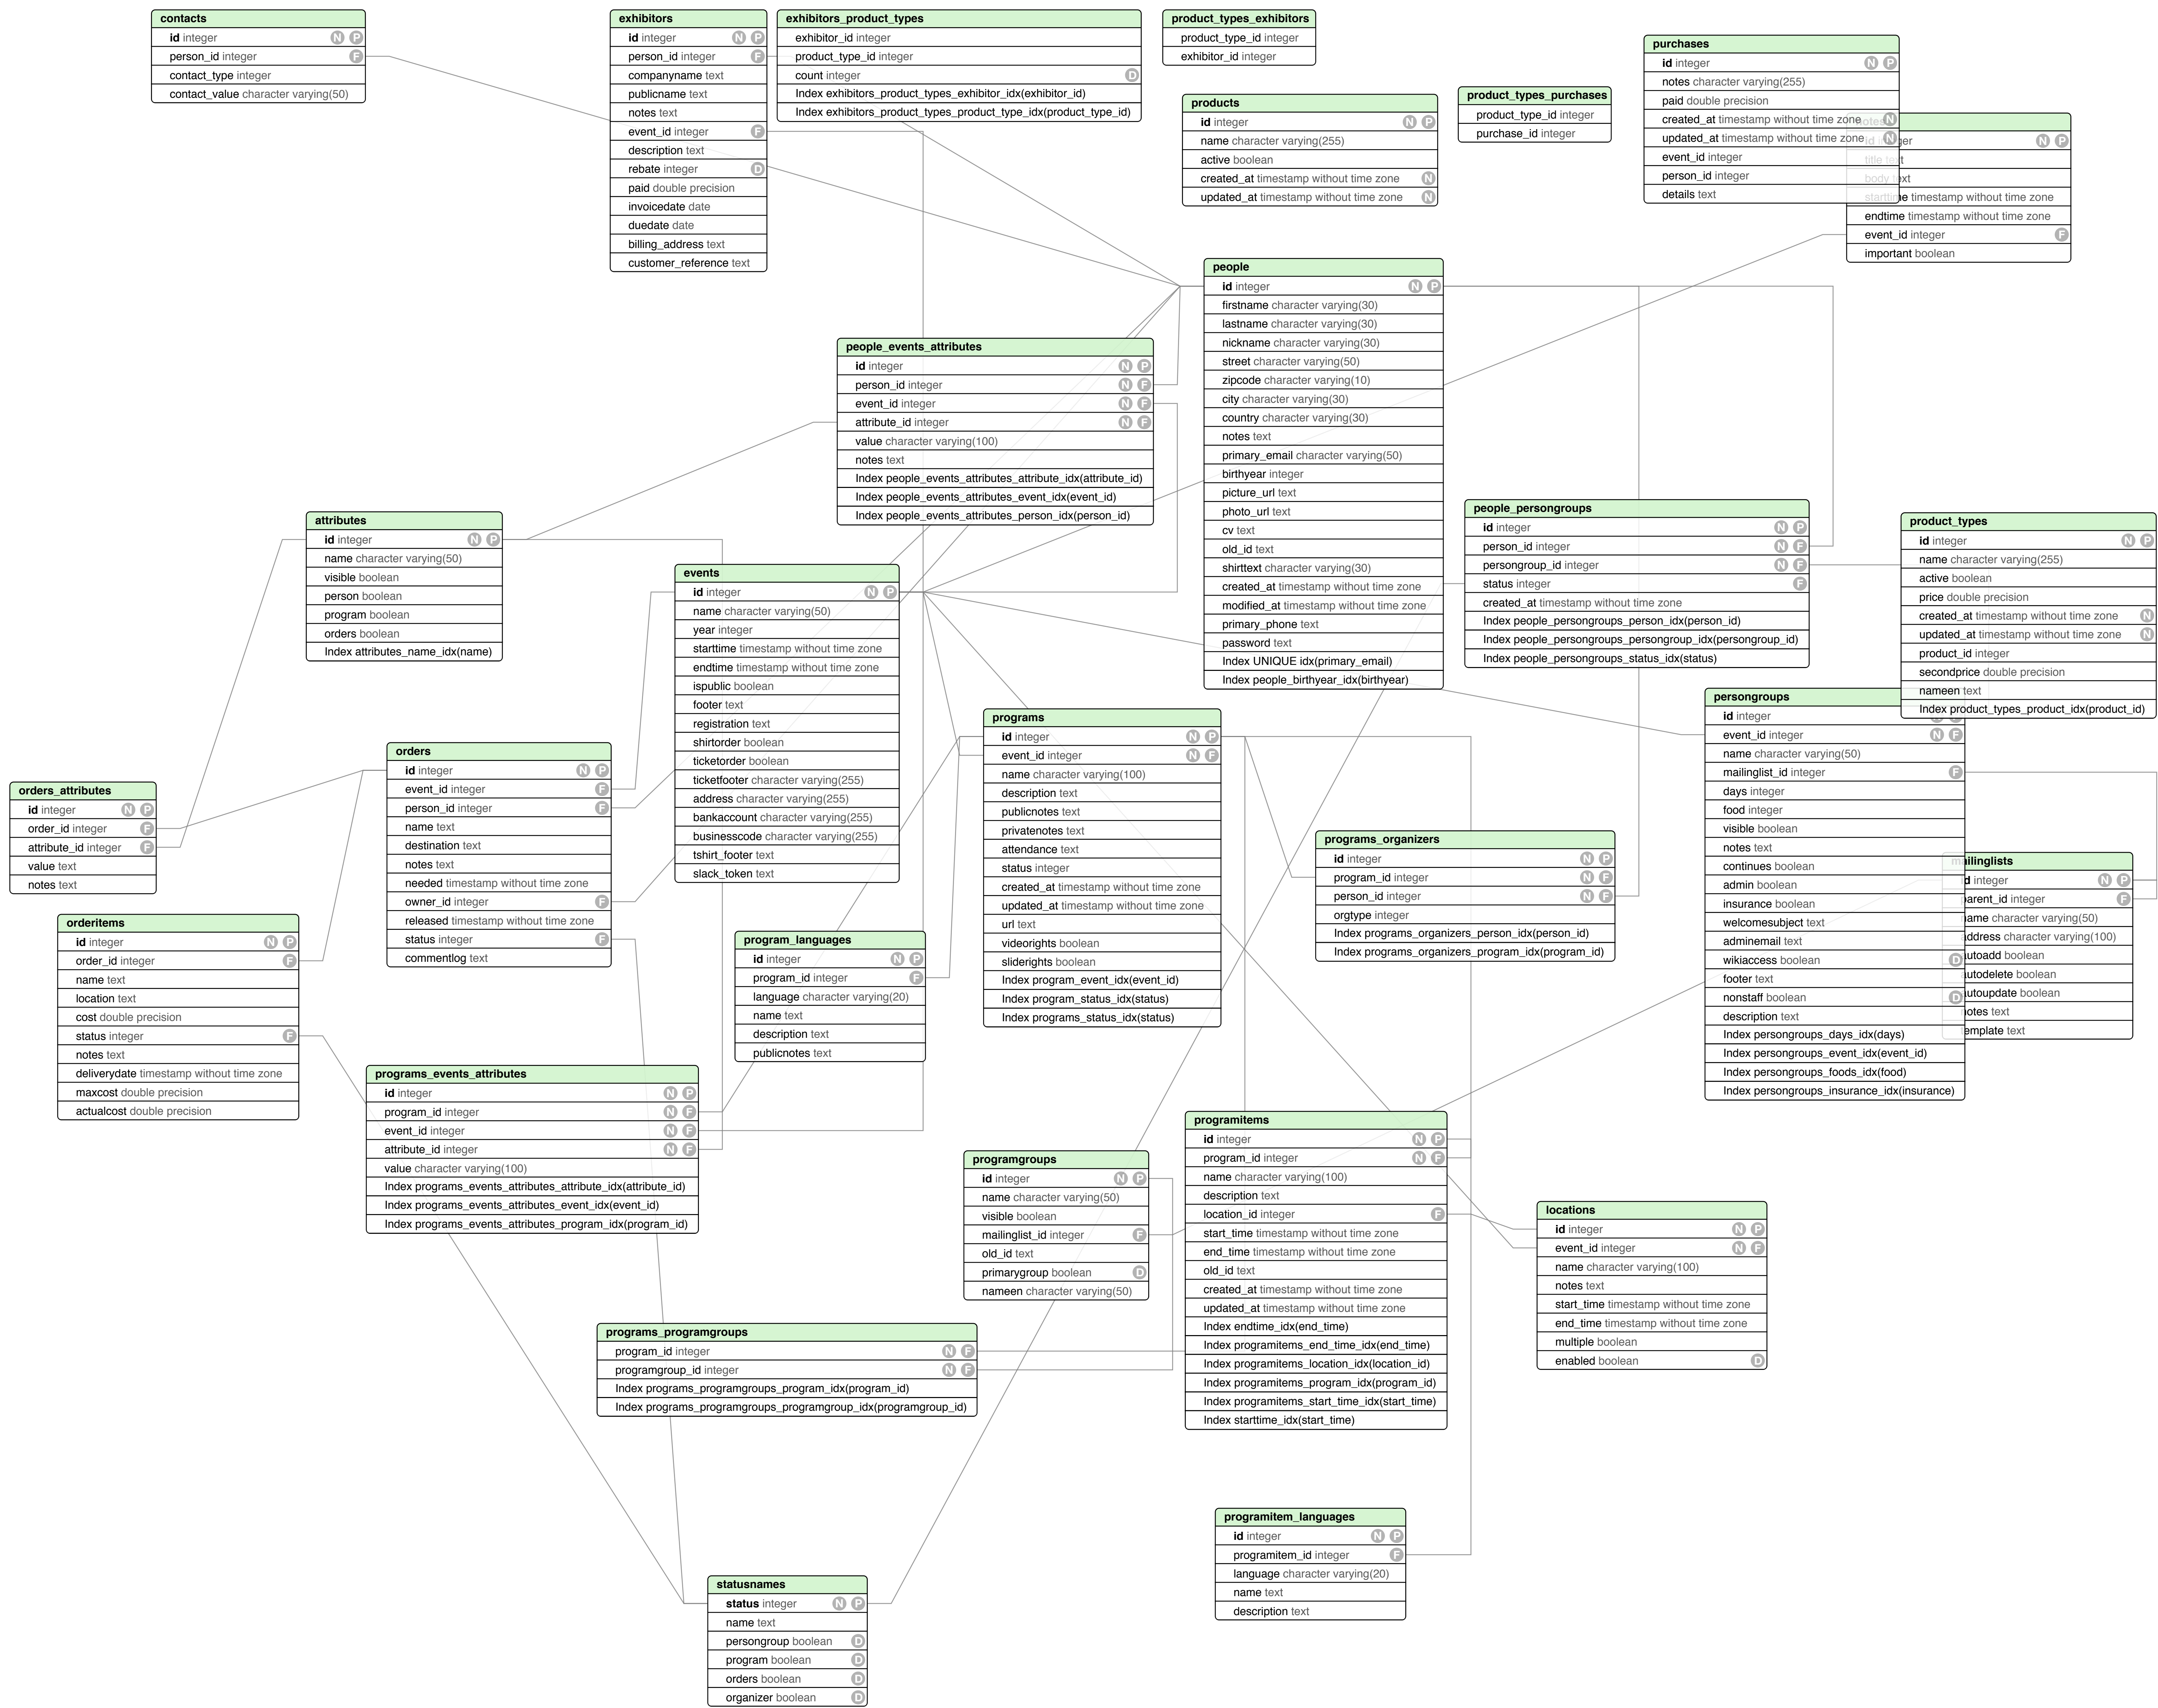 contacts
id integer N P
person_id integer F
contact_type integer
contact_value character varying(50)
exhibitors
id integer N P
person_id integer F
companyname text
publicname text
notes text
event_id integer F
description text
rebate integer D
paid double precision
invoicedate date
duedate date
billing_address text
customer_reference text
exhibitors_product_types
exhibitor_id integer
product_type_id integer
count integer D
Index exhibitors_product_types_exhibitor_idx(exhibitor_id)
Index exhibitors_product_types_product_type_idx(product_type_id)
product_types_exhibitors
product_type_id integer
exhibitor_id integer
products
id integer N P
name character varying(255)
active boolean
created_at timestamp without time zone N
updated_at timestamp without time zone N
product_types_purchases
product_type_id integer
purchase_id integer
purchases
id integer N P
notes character varying(255)
paid double precision
created_at timestamp without time zone N
updated_at timestamp without time zone N
event_id integer
person_id integer
details text
N P
title text
body text
starttime timestamp without time zone
endtime timestamp without time zone
event_id integer F
important boolean
people
id integer N P
firstname character varying(30)
lastname character varying(30)
nickname character varying(30)
street character varying(50)
zipcode character varying(10)
city character varying(30)
country character varying(30)
notes text
primary_email character varying(50)
birthyear integer
picture_url text
photo_url text
cv text
old_id text
shirttext character varying(30)
created_at timestamp without time zone
modified_at timestamp without time zone
primary_phone text
password text
Index UNIQUE idx(primary_email)
Index people_birthyear_idx(birthyear)
people_events_attributes
id integer N P
person_id integer N F
event_id integer N F
attribute_id integer N F
value character varying(100)
notes text
Index people_events_attributes_attribute_idx(attribute_id)
Index people_events_attributes_event_idx(event_id)
Index people_events_attributes_person_idx(person_id)
people_persongroups
id integer N P
person_id integer N F
persongroup_id integer N F
status integer F
created_at timestamp without time zone
Index people_persongroups_person_idx(person_id)
Index people_persongroups_persongroup_idx(persongroup_id)
Index people_persongroups_status_idx(status)
product_types
id integer N P
name character varying(255)
active boolean
price double precision
created_at timestamp without time zone N
updated_at timestamp without time zone N
product_id integer
secondprice double precision
nameen text
Index product_types_product_idx(product_id)
attributes
id integer N P
name character varying(50)
visible boolean
person boolean
program boolean
orders boolean
Index attributes_name_idx(name)
events
id integer N P
name character varying(50)
year integer
starttime timestamp without time zone
endtime timestamp without time zone
ispublic boolean
footer text
registration text
shirtorder boolean
ticketorder boolean
ticketfooter character varying(255)
address character varying(255)
bankaccount character varying(255)
businesscode character varying(255)
tshirt_footer text
slack_token text
persongroups
id integer
event_id integer N F
name character varying(50)
mailinglist_id integer F
days integer
food integer
visible boolean
notes text
continues boolean
admin boolean
insurance boolean
welcomesubject text
adminemail text
wikiaccess boolean D
footer text
nonstaff boolean D
description text
Index persongroups_days_idx(days)
Index persongroups_event_idx(event_id)
Index persongroups_foods_idx(food)
Index persongroups_insurance_idx(insurance)
mailinglists
id integer N P
parent_id integer F
name character varying(50)
address character varying(100)
autoadd boolean
autodelete boolean
autoupdate boolean
notes text
template text
programs
id integer N P
event_id integer N F
name character varying(100)
description text
publicnotes text
privatenotes text
attendance text
status integer
created_at timestamp without time zone
updated_at timestamp without time zone
url text
videorights boolean
sliderights boolean
Index program_event_idx(event_id)
Index program_status_idx(status)
Index programs_status_idx(status)
orders
id integer N P
event_id integer F
person_id integer F
name text
destination text
notes text
needed timestamp without time zone
owner_id integer F
released timestamp without time zone
status integer F
commentlog text
orders_attributes
id integer N P
order_id integer F
attribute_id integer F
value text
notes text
programs_organizers
id integer N P
program_id integer N F
person_id integer N F
orgtype integer
Index programs_organizers_person_idx(person_id)
Index programs_organizers_program_idx(program_id)
orderitems
id integer N P
order_id integer F
name text
location text
cost double precision
status integer F
notes text
deliverydate timestamp without time zone
maxcost double precision
actualcost double precision
program_languages
id integer N P
program_id integer F
language character varying(20)
name text
description text
publicnotes text
programs_events_attributes
id integer N P
program_id integer N F
event_id integer N F
attribute_id integer N F
value character varying(100)
Index programs_events_attributes_attribute_idx(attribute_id)
Index programs_events_attributes_event_idx(event_id)
Index programs_events_attributes_program_idx(program_id)
programitems
id integer N P
program_id integer N F
name character varying(100)
description text
location_id integer F
start_time timestamp without time zone
end_time timestamp without time zone
old_id text
created_at timestamp without time zone
updated_at timestamp without time zone
Index endtime_idx(end_time)
Index programitems_end_time_idx(end_time)
Index programitems_location_idx(location_id)
Index programitems_program_idx(program_id)
Index programitems_start_time_idx(start_time)
Index starttime_idx(start_time)
programgroups
id integer N P
name character varying(50)
visible boolean
mailinglist_id integer F
old_id text
primarygroup boolean D
nameen character varying(50)
locations
id integer N P
event_id integer N F
name character varying(100)
notes text
start_time timestamp without time zone
end_time timestamp without time zone
multiple boolean
enabled boolean D
programs_programgroups
program_id integer N F
programgroup_id integer N F
Index programs_programgroups_program_idx(program_id)
Index programs_programgroups_programgroup_idx(programgroup_id)
programitem_languages
id integer N P
programitem_id integer F
language character varying(20)
name text
description text
statusnames
status integer N P
name text
persongroup boolean D
program boolean D
orders boolean D
organizer boolean D